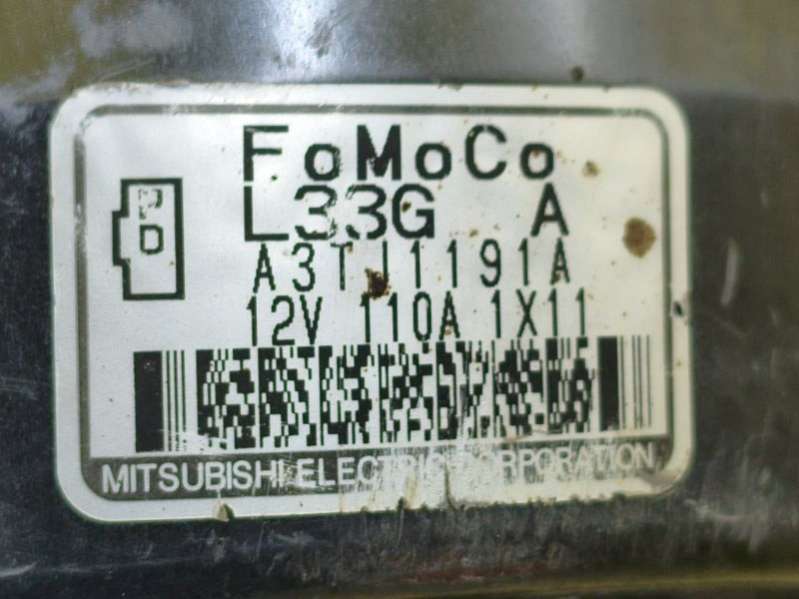 FoMoCo
P
D
L33G A
A3TJ1191A
12V 110A 1X11
MITSUBISHI ELECTRIC CORPORATION